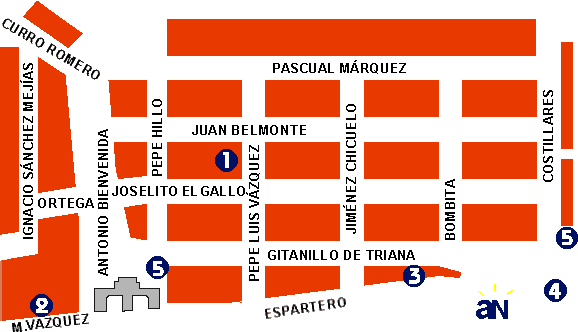 CURRO ROMERO
PASCUAL MÁRQUEZ
IGNACIO SÁNCHEZ MEJÍAS
ANTONIO BIENVENIDA
PEPE HILLO
JUAN BELMONTE
JIMÉNEZ CHICUELO
COSTILLARES
1
PEPE LUIS VÁZQUEZ
JOSELITO EL GALLO
ORTEGA
BOMBITA
5
GITANILLO DE TRIANA
5
3
4
2
M.VAZQUEZ
ESPARTERO
aN